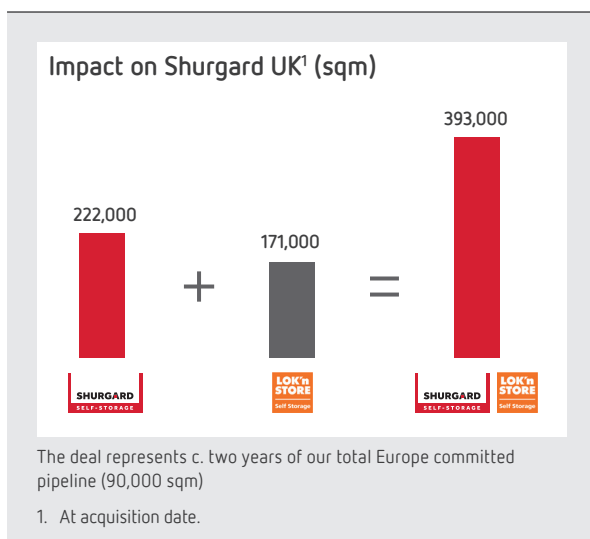 Impact on Shurgard UK¹ (sqm)
393,000
222,000
171,000
+
=
SHURGARD
SELF-STORAGE
LOK'n
STORE
Self Storage
SHURGARD
SELF-STORAGE
LOK'n
STORE
Self Storage
The deal represents c. two years of our total Europe committed
pipeline (90,000 sqm)
1. At acquisition date.